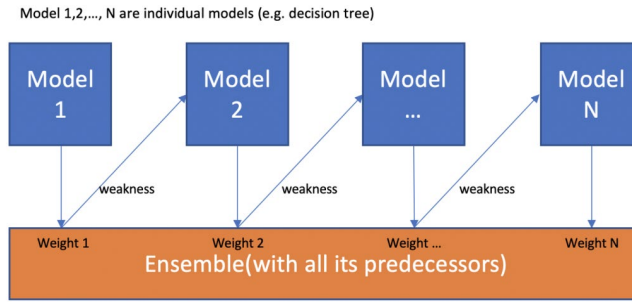 Model 1,2,..., N are individual models (e.g. decision tree)
Model
1
Model
2
Model
...
Model
N
weakness
weakness
weakness
Weight 1
Weight 2
Weight ...
Weight N
Ensemble(with all its predecessors)